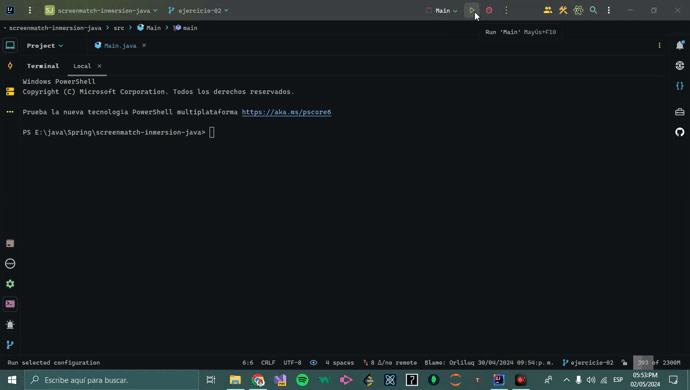 SJ screenmatch-inmersion-java ejercicio-02 Main
screenmatch-inmersion-java > src > Main > main
Run 'Main' Mayús+F10
Project Main.java
Terminal Local
Windows PowerShell
Copyright (C) Microsoft Corporation. Todos los derechos reservados.
Prueba la nueva tecnología PowerShell multiplataforma https://aka.ms/pscore6
PS E:\java\Spring\screenmatch-inmersion-java>
Run selected configuration 6:6 CRLF UTF-8 4 spaces 8 Δ/no remote Blame: Orliluq 30/04/2024 09:54 p. m. ejercicio-02 393 of 2300M
Escribe aquí para buscar. ESP 05:53 PM
02/05/2024